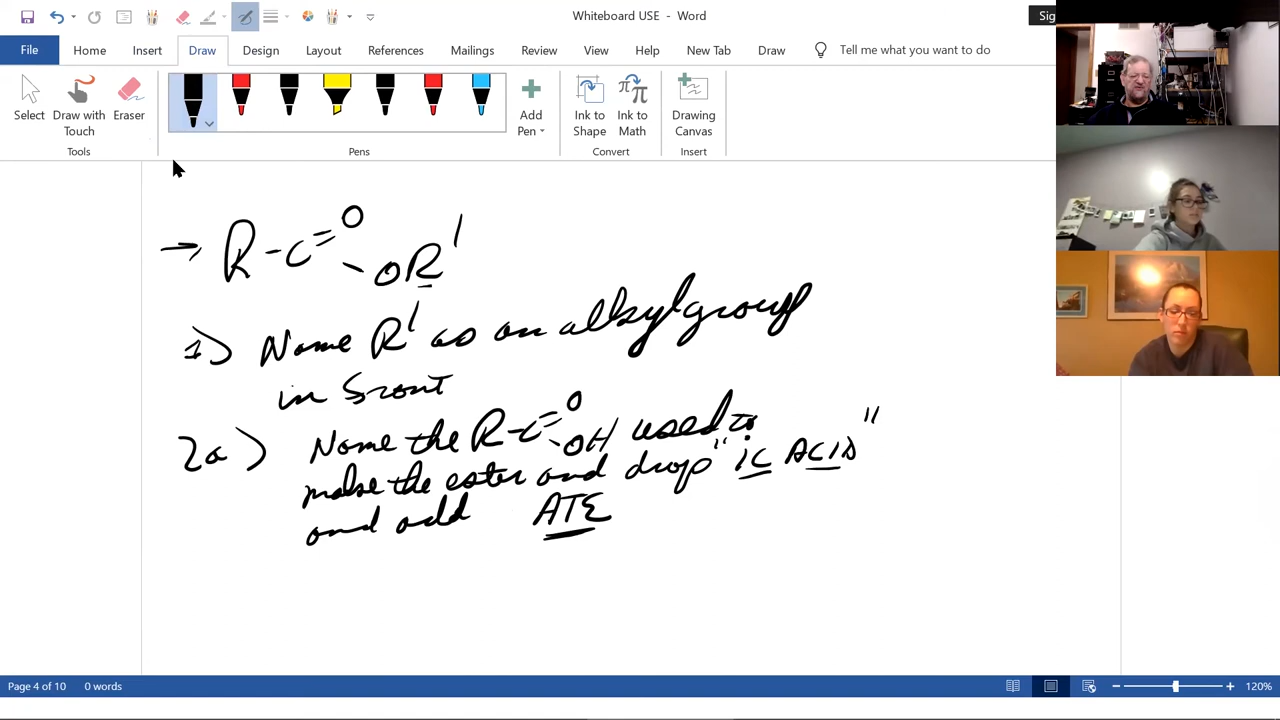 Whiteboard USE - Word
Sig
File Home Insert Draw Design Layout References Mailings Review View Help New Tab Draw Tell me what you want to do
Select Draw with Touch Eraser Add Pen Ink to Shape Ink to Math Drawing Canvas
Tools Pens Convert Insert
→ R-C=O
-OR'
1) Name R' as an alkyl group
in front
2a) Name the R-C=O -OH used to
make the ester and drop "ic ACID"
and add ATE
Page 4 of 10 0 words 120%